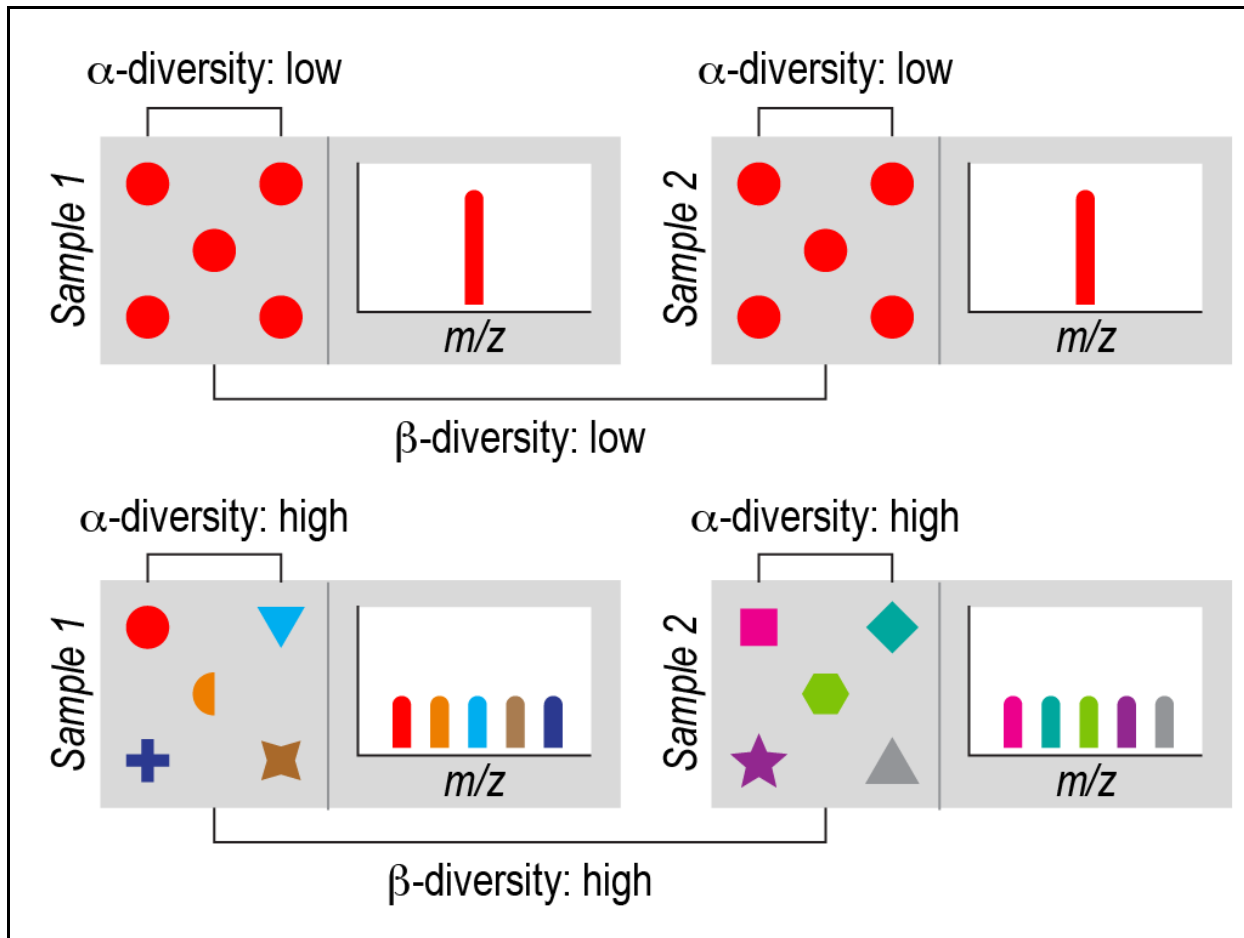 α-diversity: low
α-diversity: low
Sample 1
m/z
Sample 2
m/z
β-diversity: low
α-diversity: high
α-diversity: high
Sample 1
m/z
Sample 2
m/z
β-diversity: high